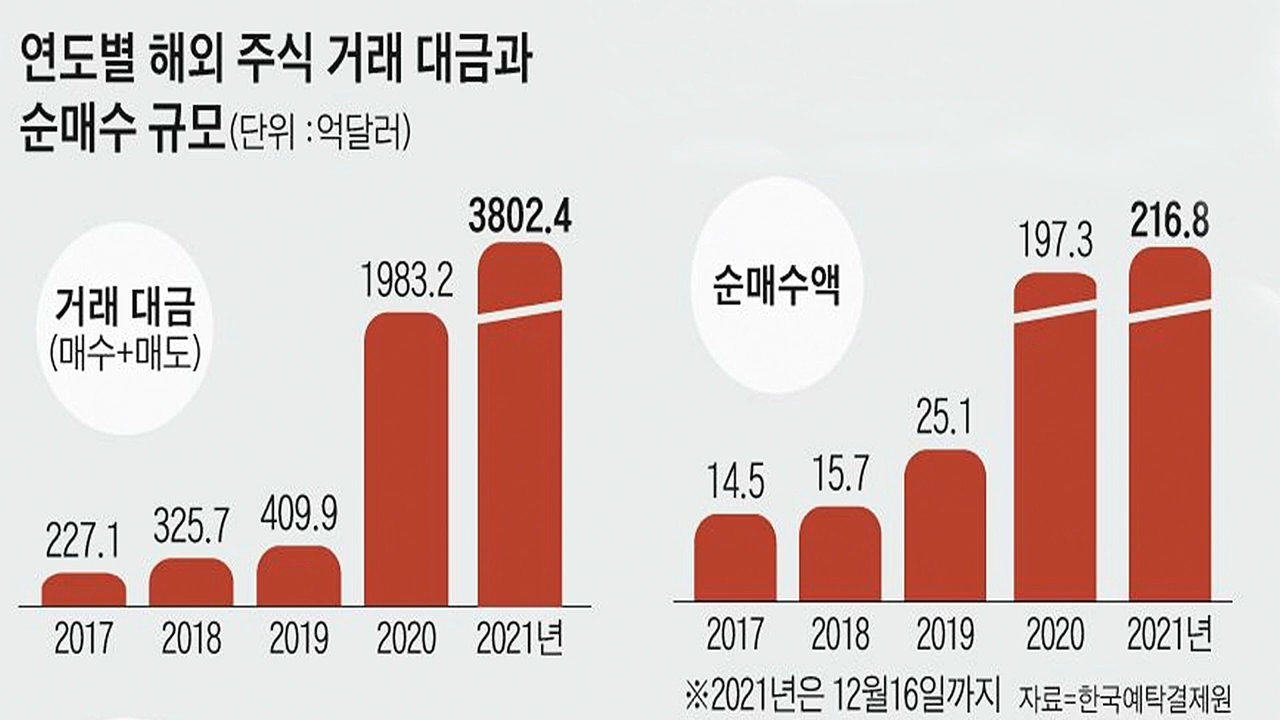 연도별 해외 주식 거래 대금과
순매수 규모(단위 :억달러)
거래 대금
(매수+매도)
227.1
325.7
409.9
1983.2
3802.4
2017
2018
2019
2020
2021년
순매수액
14.5
15.7
25.1
197.3
216.8
2017
2018
2019
2020
2021년
※2021년은 12월16일까지 자료=한국예탁결제원